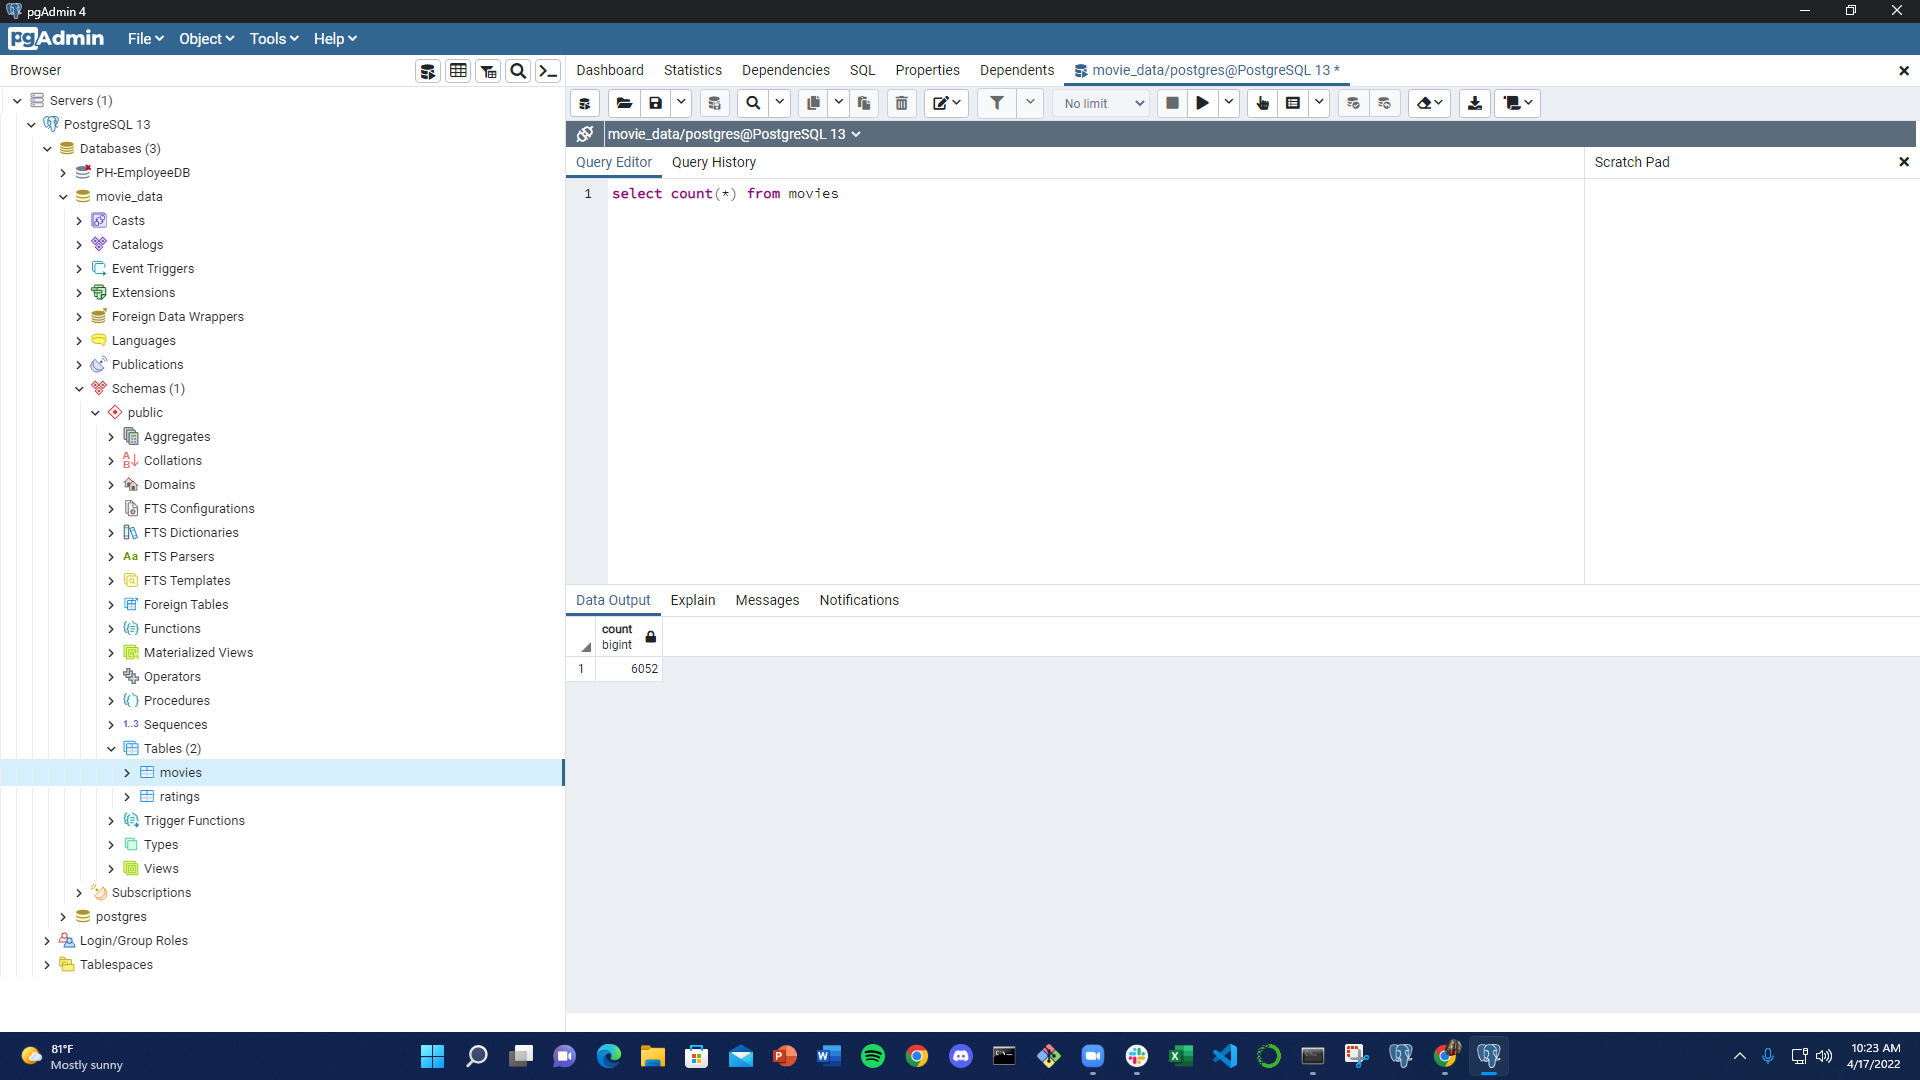 pgAdmin 4
pgAdmin File Object Tools Help
Browser
Dashboard Statistics Dependencies SQL Properties Dependents movie_data/postgres@PostgreSQL 13 *
No limit
movie_data/postgres@PostgreSQL 13
Query Editor Query History
Scratch Pad
1 select count(*) from movies
Servers (1)
PostgreSQL 13
Databases (3)
PH-EmployeeDB
movie_data
Casts
Catalogs
Event Triggers
Extensions
Foreign Data Wrappers
Languages
Publications
Schemas (1)
public
Aggregates
Collations
Domains
FTS Configurations
FTS Dictionaries
Aa FTS Parsers
FTS Templates
Foreign Tables
Functions
Materialized Views
Operators
Procedures
1..3 Sequences
Tables (2)
movies
ratings
Trigger Functions
Types
Views
Subscriptions
postgres
Login/Group Roles
Tablespaces
Data Output Explain Messages Notifications
count
bigint
1 6052
81°F
Mostly sunny
10:23 AM
4/17/2022